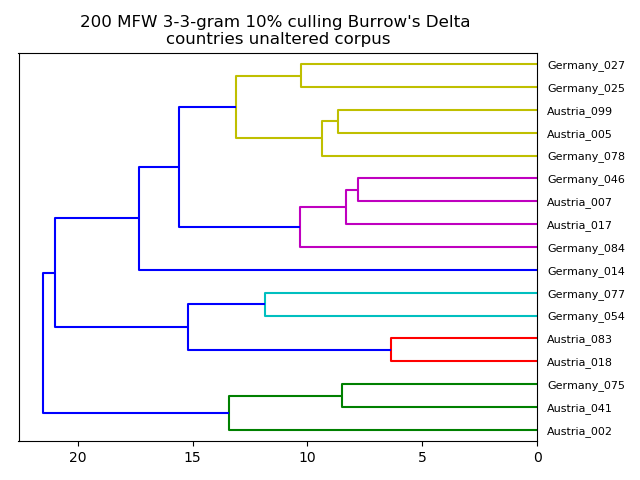 200 MFW 3-3-gram 10% culling Burrow's Delta
countries unaltered corpus
Germany_027
Germany_025
Austria_099
Austria_005
Germany_078
Germany_046
Austria_007
Austria_017
Germany_084
Germany_014
Germany_077
Germany_054
Austria_083
Austria_018
Germany_075
Austria_041
Austria_002
20 15 10 5 0